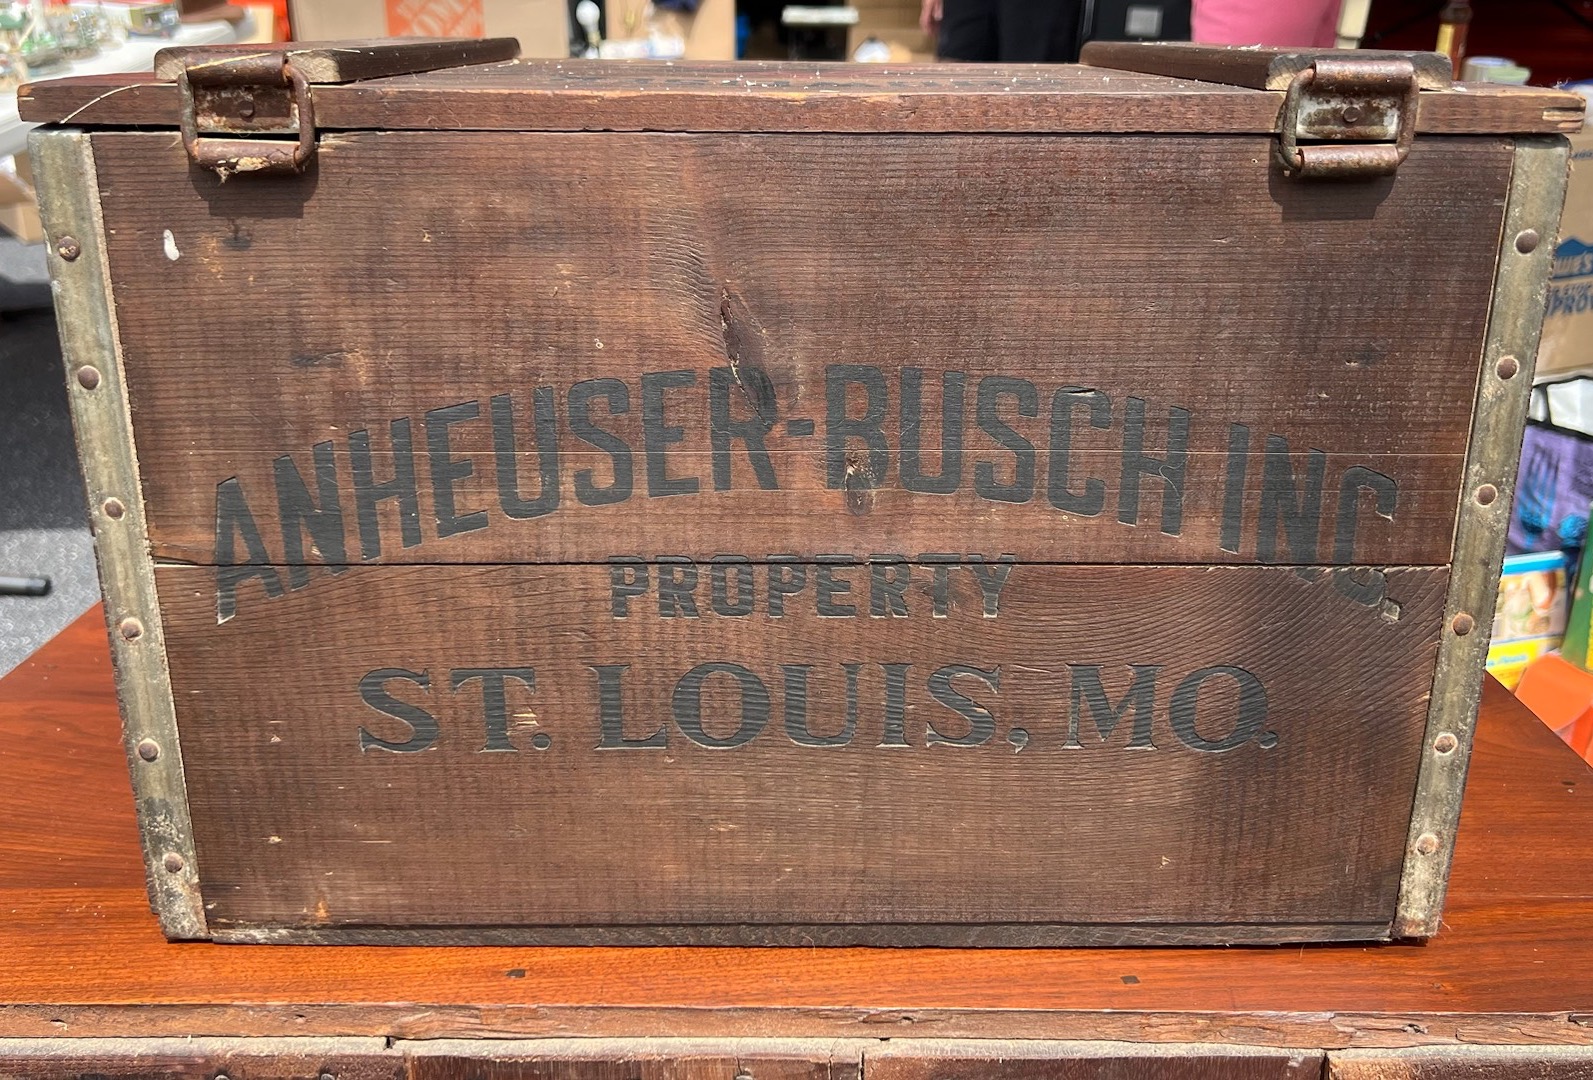 ANHEUSER-BUSCH INC.
PROPERTY
ST. LOUIS, MO.